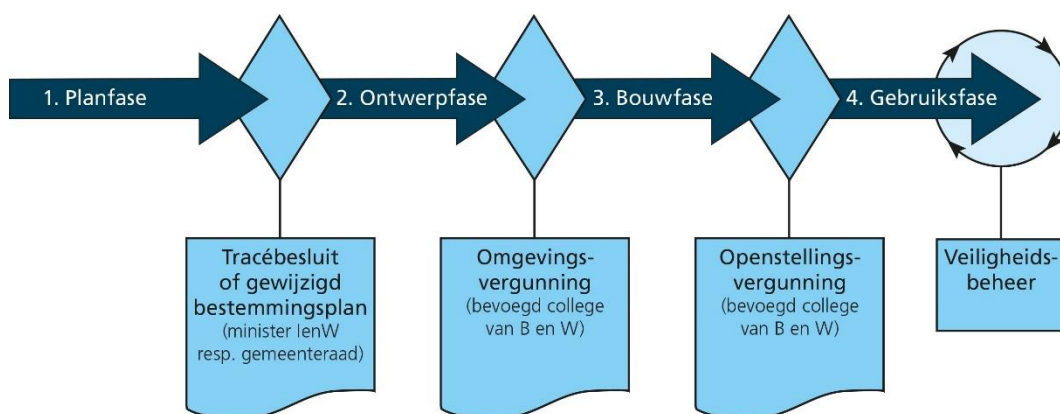 1. Planfase
2. Ontwerpfase
3. Bouwfase
4. Gebruiksfase
Tracébesluit
of gewijzigd
bestemmingsplan
(minister IenW
resp. gemeenteraad)
Omgevings-
vergunning
(bevoegd college
van B en W)
Openstellings-
vergunning
(bevoegd college
van B en W)
Veiligheids-
beheer